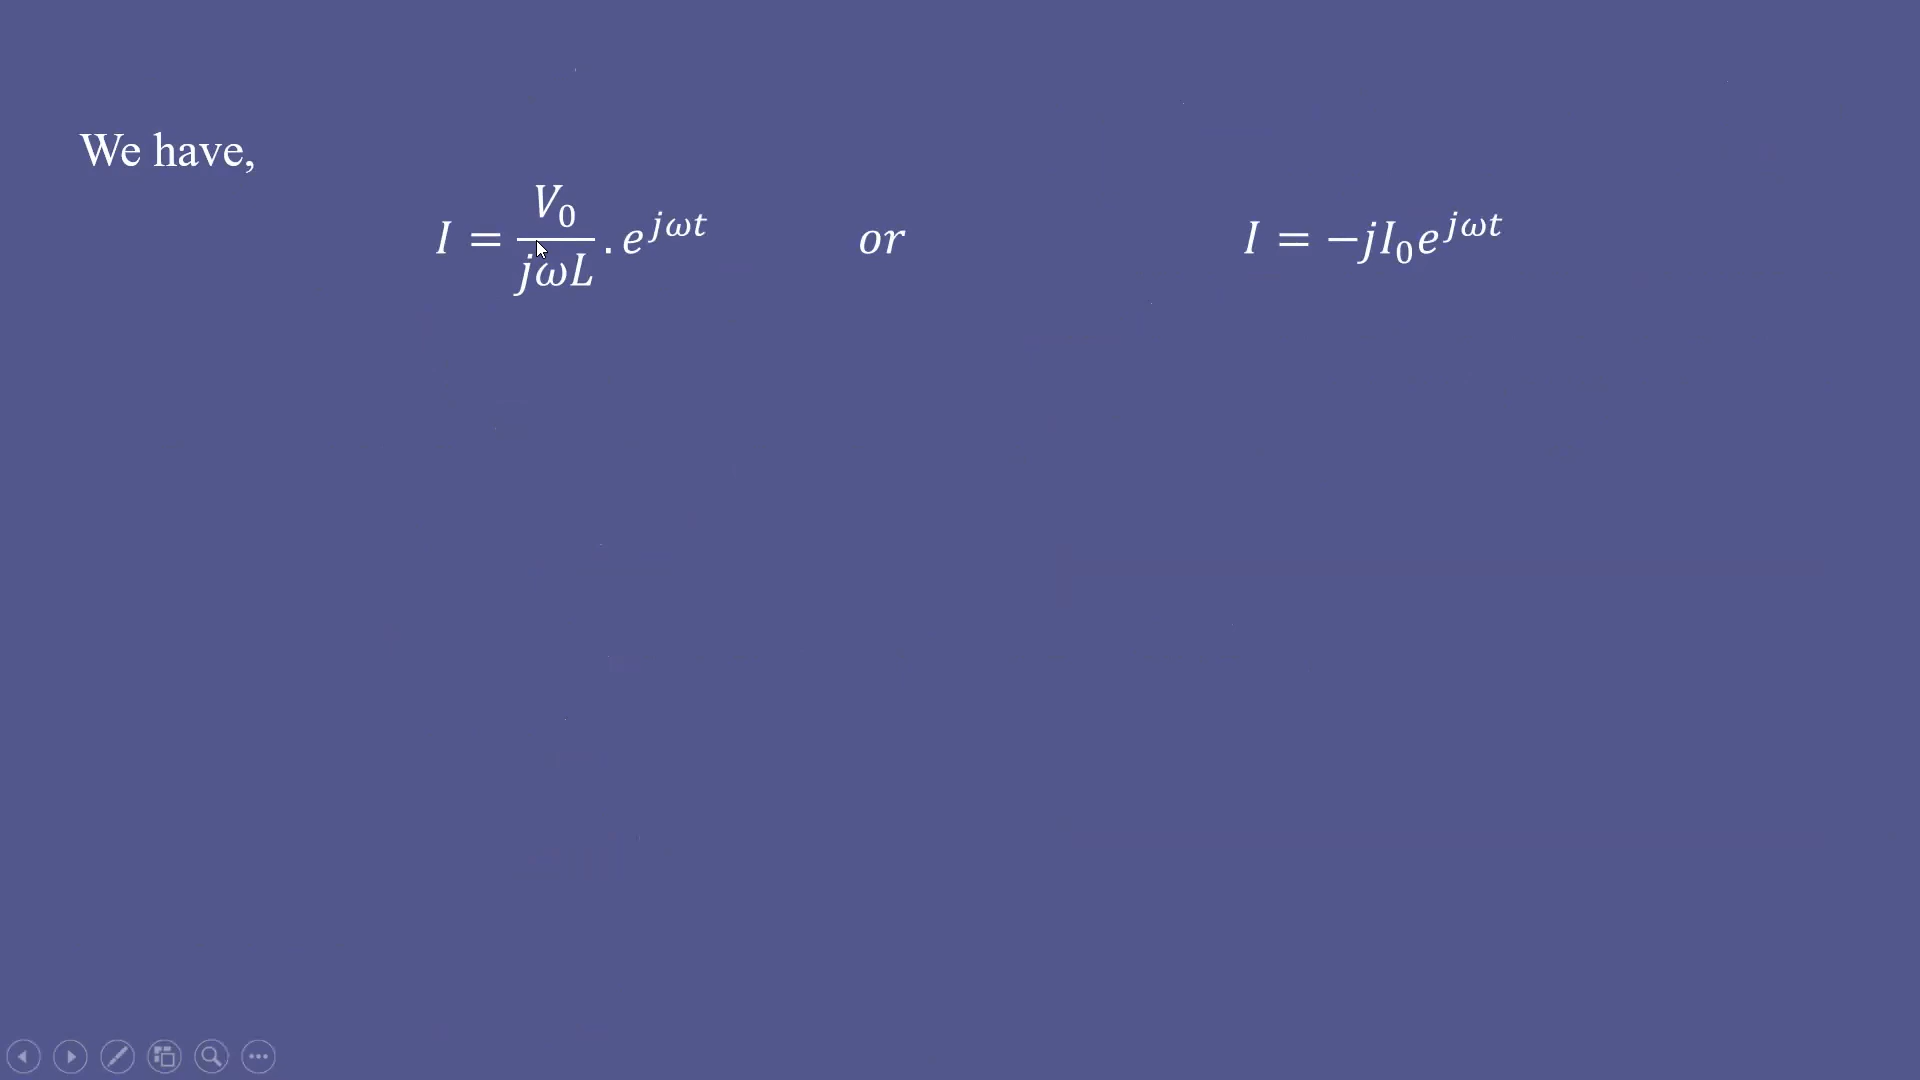 We have,
I = V₀/jωL . e^{jωt} or I = −jI₀e^{jωt}